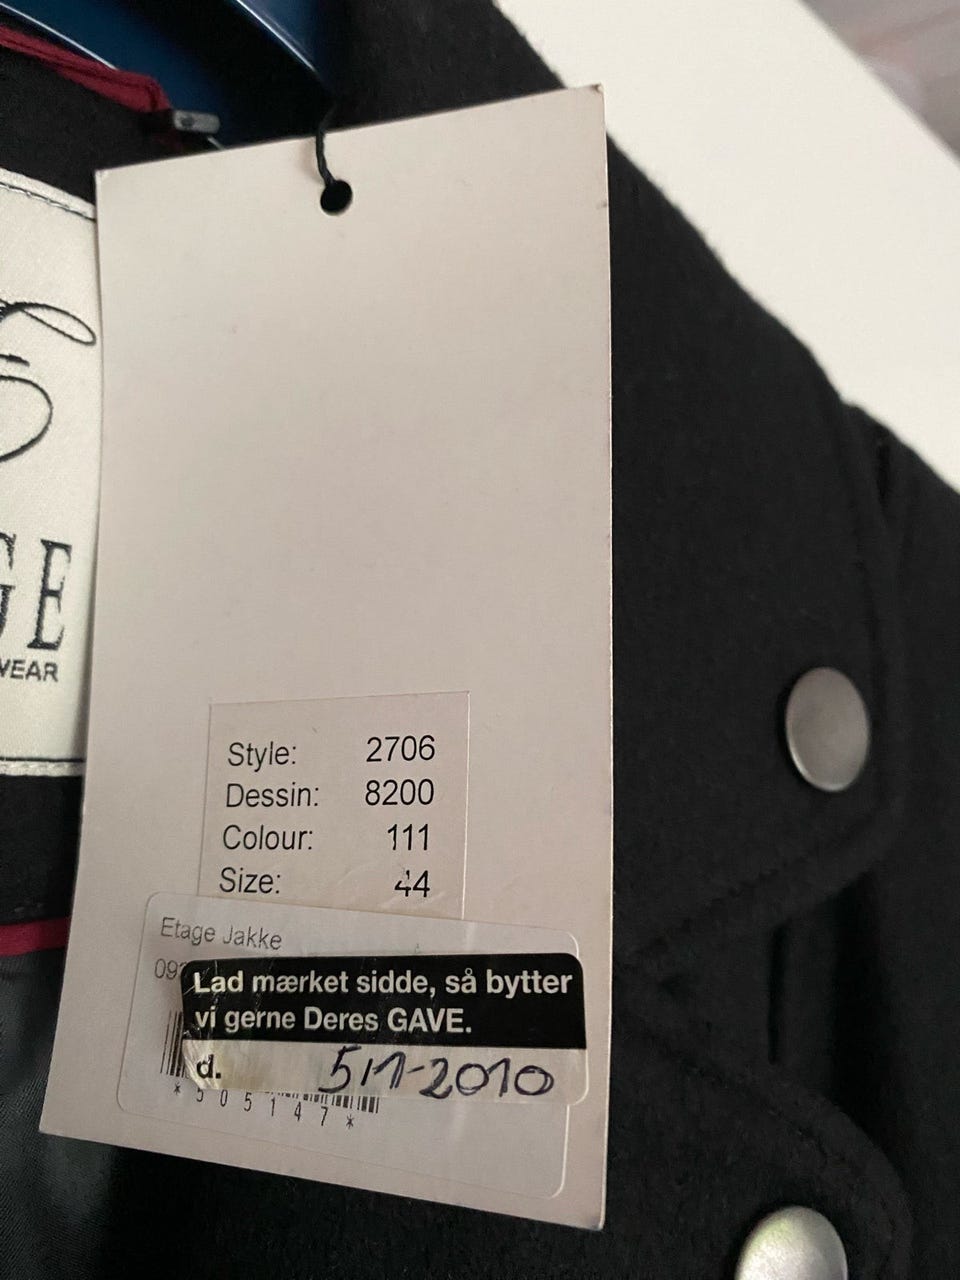 GE
WEAR
Style: 2706
Dessin: 8200
Colour: 111
Size: 44
Etage Jakke
Lad mærket sidde, så bytter
vi gerne Deres GAVE.
d. 5/1-2010
*505147*